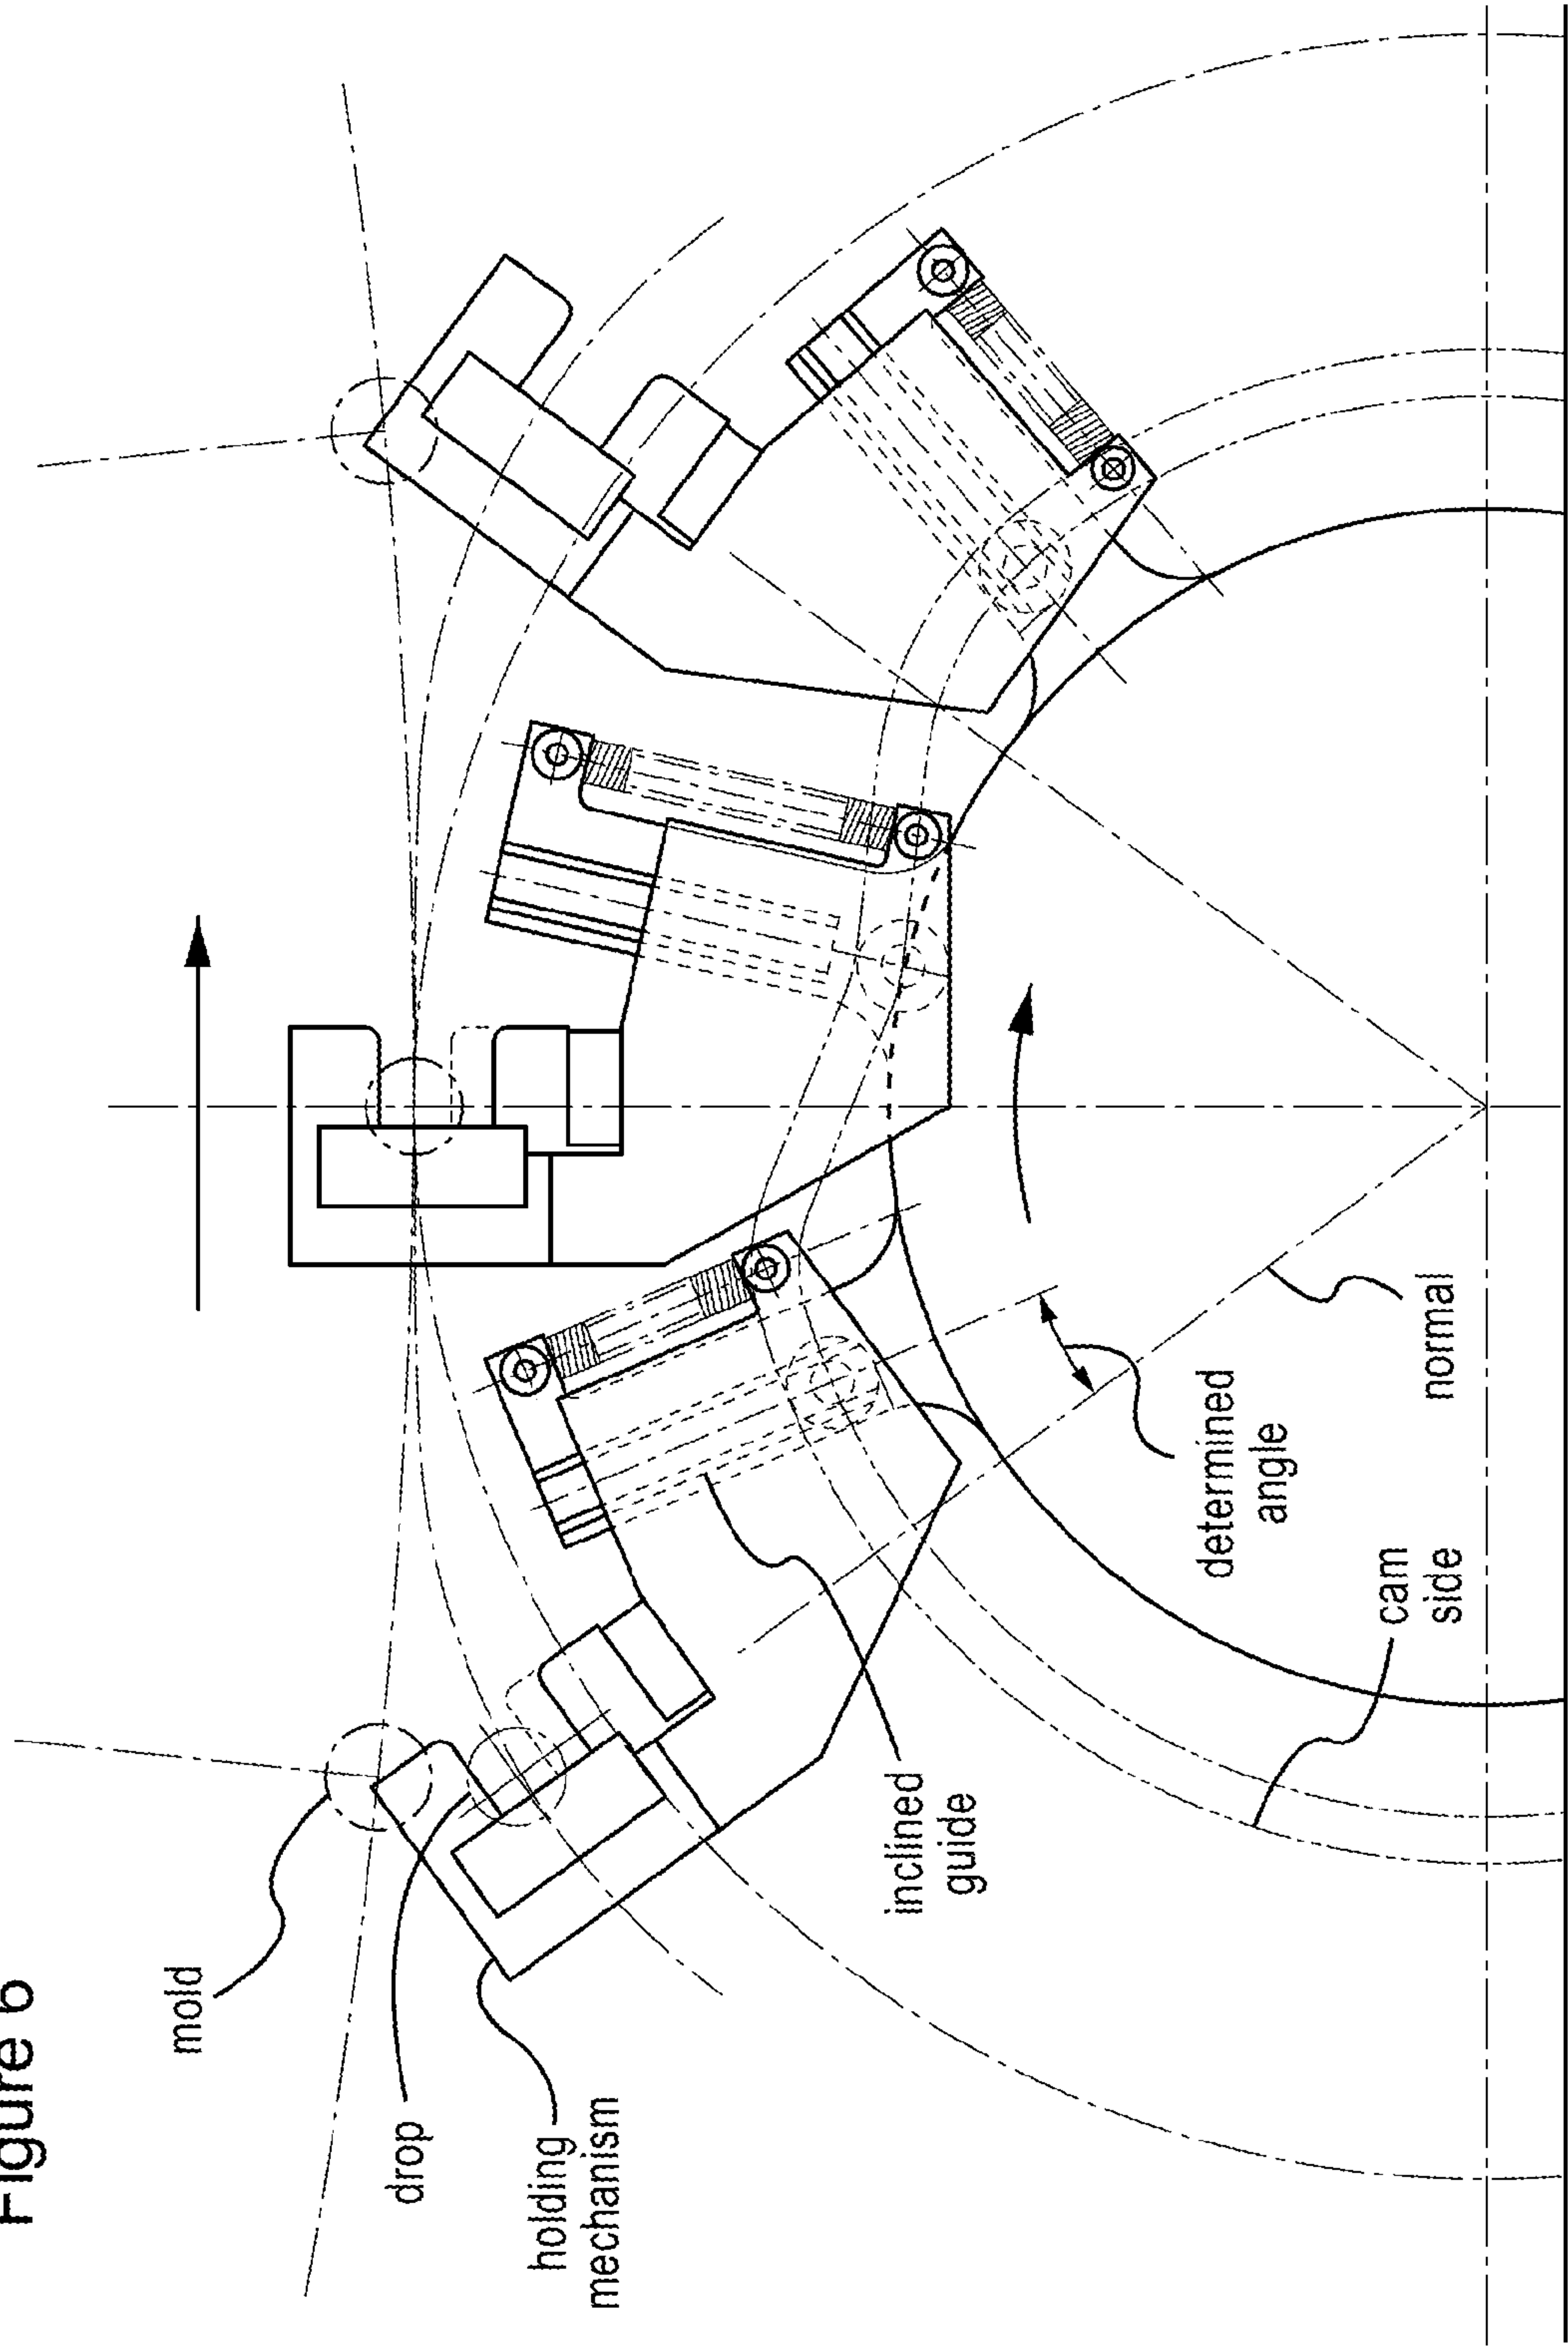 Figure 6
mold
drop
holding
mechanism
inclined
guide
determined
angle
cam
side
normal